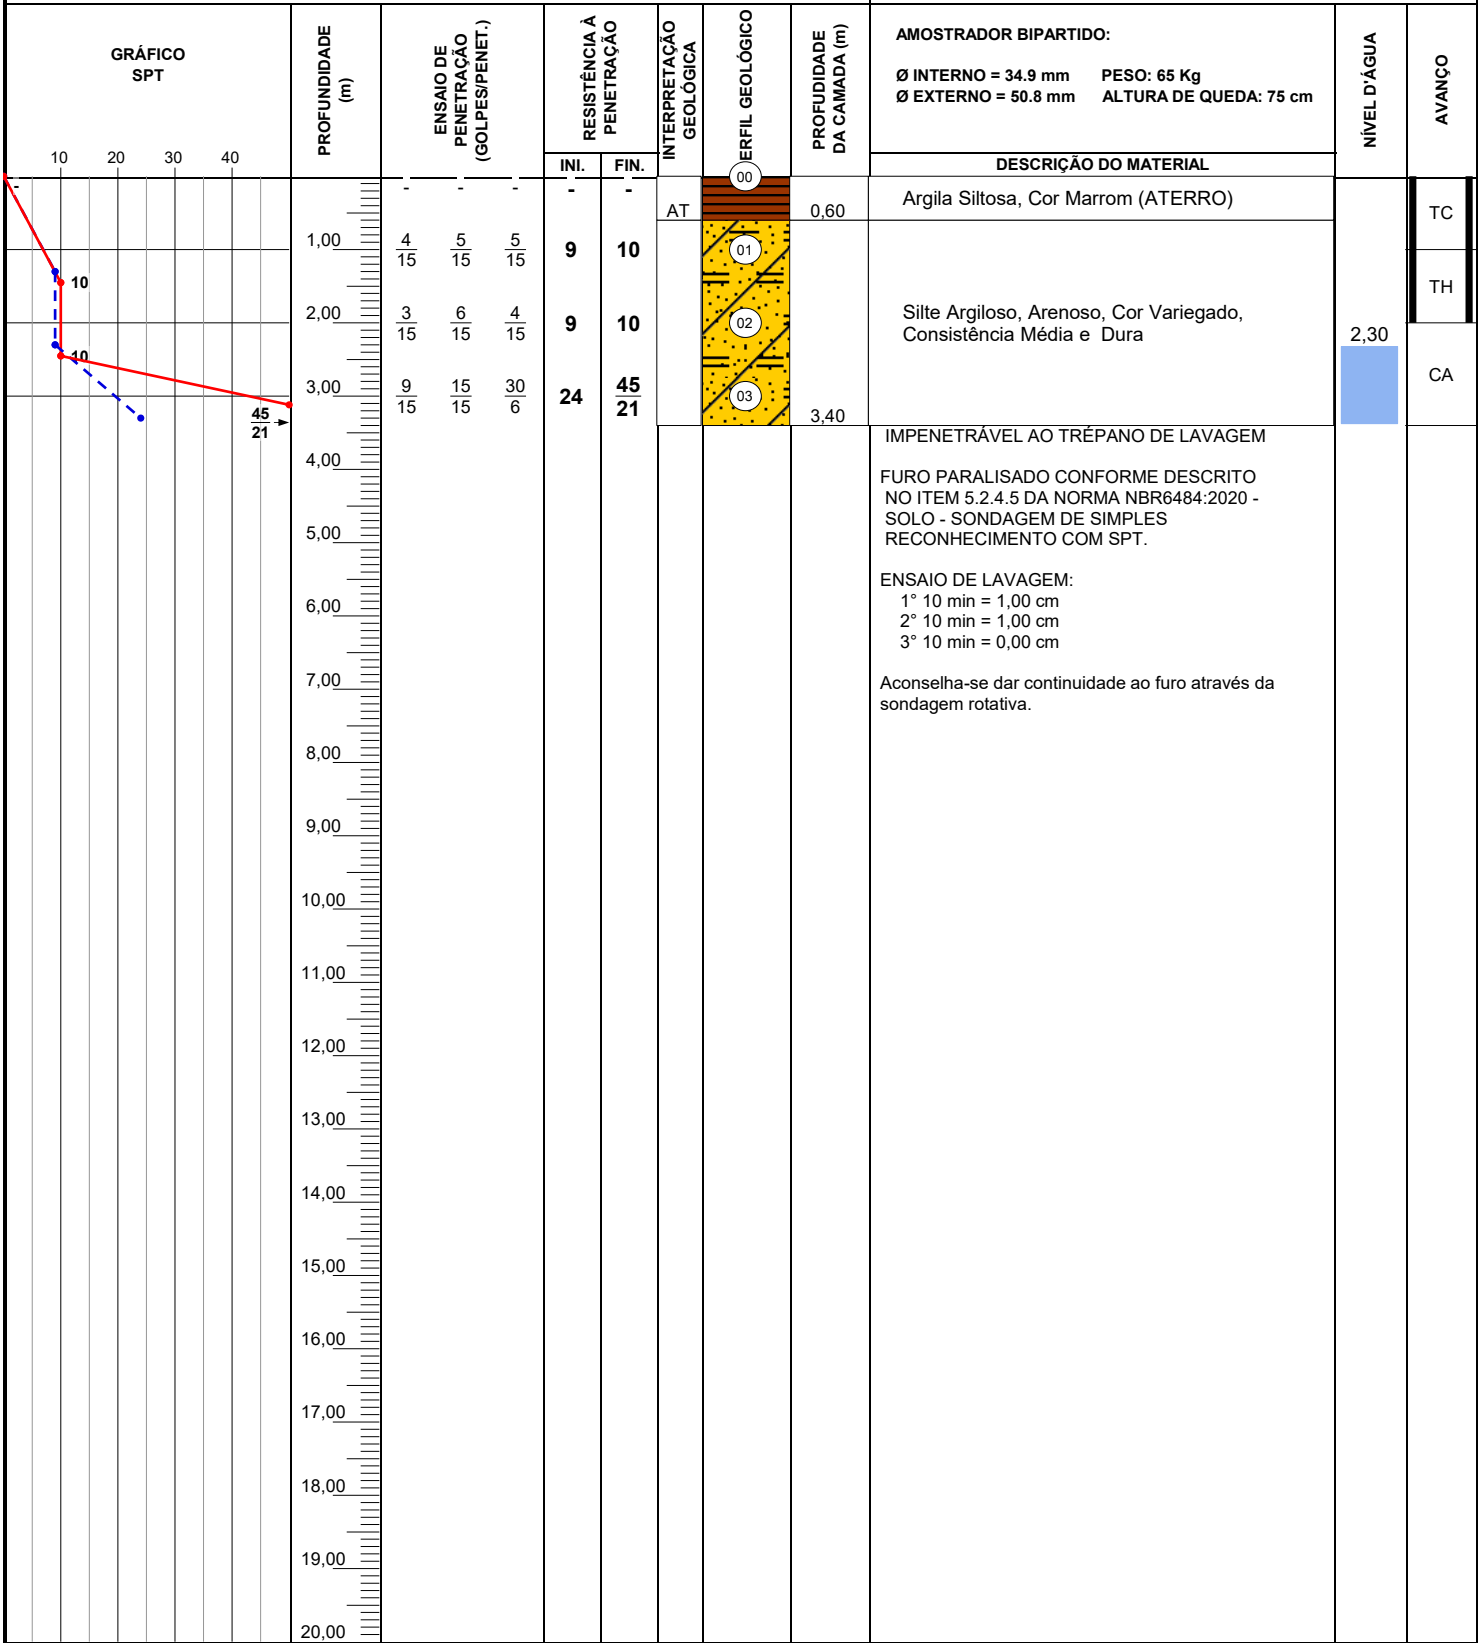 GRÁFICO
SPT
10 20 30 40
PROFUNDIDADE
(m)
ENSAIO DE
PENETRAÇÃO
(GOLPES/PENET.)
RESISTÊNCIA À
PENETRAÇÃO
INI. FIN.
INTERPRETAÇÃO
GEOLÓGICA
ERFIL GEOLÓGICO
PROFUDIDADE
DA CAMADA (m)
AMOSTRADOR BIPARTIDO:
Ø INTERNO = 34.9 mm PESO: 65 Kg
Ø EXTERNO = 50.8 mm ALTURA DE QUEDA: 75 cm
DESCRIÇÃO DO MATERIAL
NÍVEL D'ÁGUA
AVANÇO
- - - - - - 00
AT 0,60 Argila Siltosa, Cor Marrom (ATERRO) TC
1,00 4/15 5/15 5/15 9 10 01
10
TH
2,00 3/15 6/15 4/15 9 10 02
Silte Argiloso, Arenoso, Cor Variegado,
Consistência Média e Dura
2,30
10
CA
3,00 9/15 15/15 30/6 24 45/21 03
45/21
3,40
IMPENETRÁVEL AO TRÉPANO DE LAVAGEM
4,00
FURO PARALISADO CONFORME DESCRITO
NO ITEM 5.2.4.5 DA NORMA NBR6484:2020 -
SOLO - SONDAGEM DE SIMPLES
RECONHECIMENTO COM SPT.
5,00
ENSAIO DE LAVAGEM:
1° 10 min = 1,00 cm
6,00
2° 10 min = 1,00 cm
3° 10 min = 0,00 cm
7,00
Aconselha-se dar continuidade ao furo através da
sondagem rotativa.
8,00
9,00
10,00
11,00
12,00
13,00
14,00
15,00
16,00
17,00
18,00
19,00
20,00